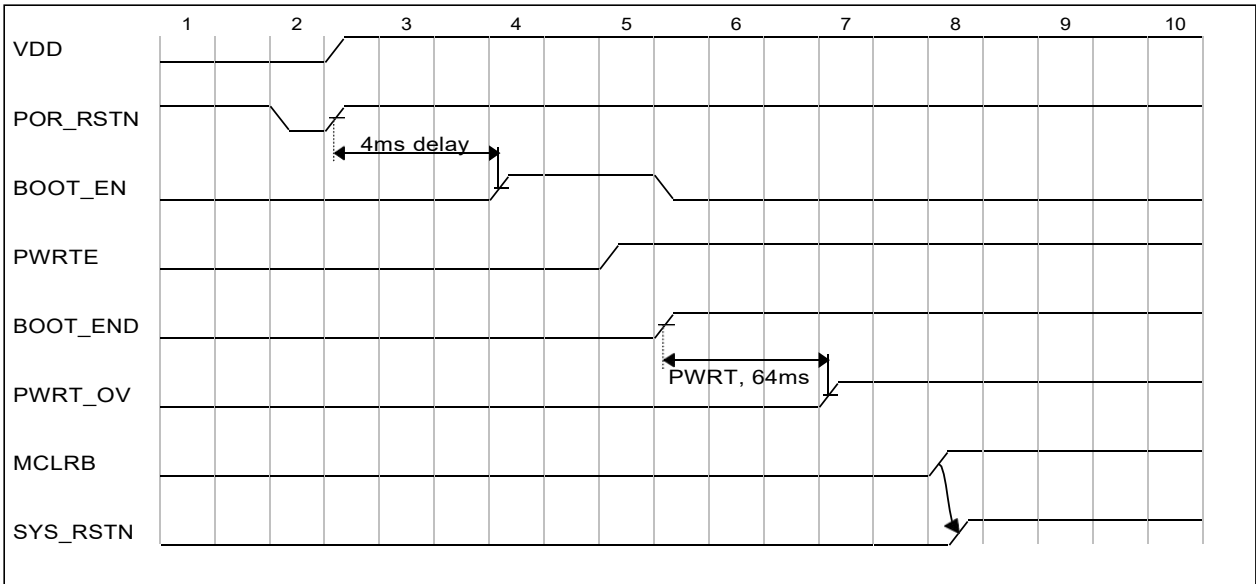 1 2 3 4 5 6 7 8 9 10
VDD
POR_RSTN
4ms delay
BOOT_EN
PWRTE
BOOT_END
PWRT, 64ms
PWRT_OV
MCLRB
SYS_RSTN